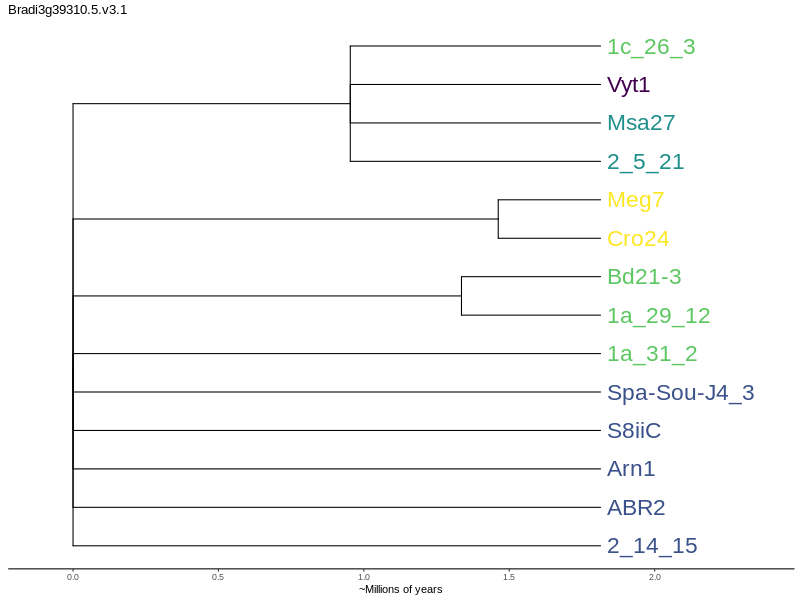 Bradi3g39310.5.v3.1
1c_26_3
Vyt1
Msa27
2_5_21
Meg7
Cro24
Bd21-3
1a_29_12
1a_31_2
Spa-Sou-J4_3
S8iiC
Arn1
ABR2
2_14_15
0.0 0.5 1.0 1.5 2.0
~Millions of years